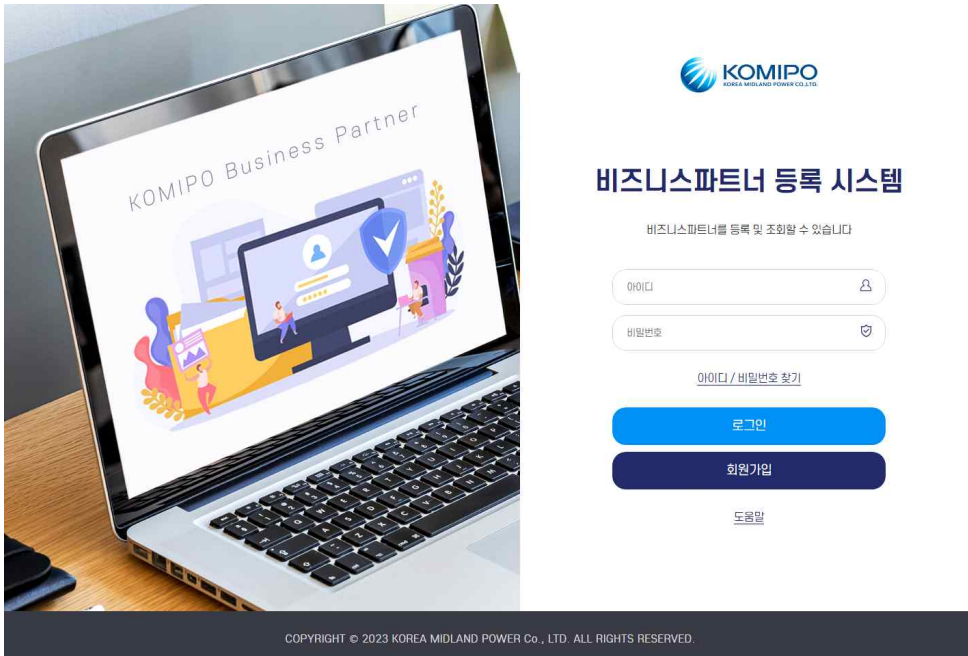 KOMIPO Business Partner
KOMIPO
KOREA MIDLAND POWER CO.,LTD.
비즈니스파트너 등록 시스템
비즈니스파트너를 등록 및 조회할 수 있습니다
아이디
비밀번호
아이디 / 비밀번호 찾기
로그인
회원가입
도움말
COPYRIGHT © 2023 KOREA MIDLAND POWER Co., LTD. ALL RIGHTS RESERVED.